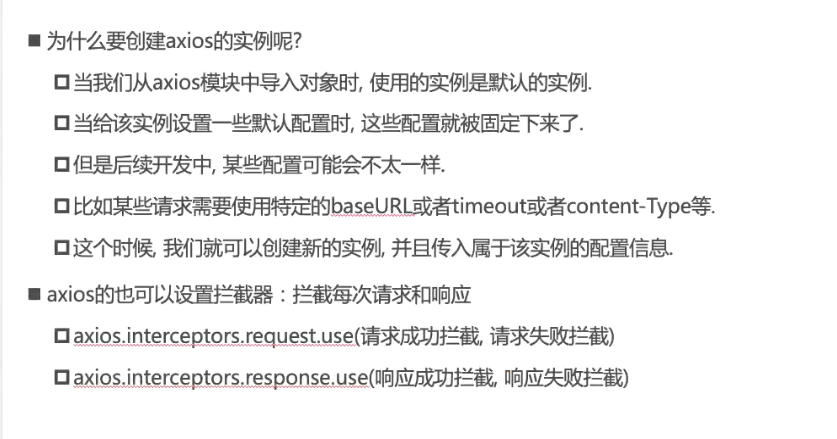 为什么要创建axios的实例呢?
当我们从axios模块中导入对象时, 使用的实例是默认的实例.
当给该实例设置一些默认配置时, 这些配置就被固定下来了.
但是后续开发中, 某些配置可能会不太一样.
比如某些请求需要使用特定的baseURL或者timeout或者content-Type等.
这个时候, 我们就可以创建新的实例, 并且传入属于该实例的配置信息.
axios的也可以设置拦截器：拦截每次请求和响应
axios.interceptors.request.use(请求成功拦截, 请求失败拦截)
axios.interceptors.response.use(响应成功拦截, 响应失败拦截)